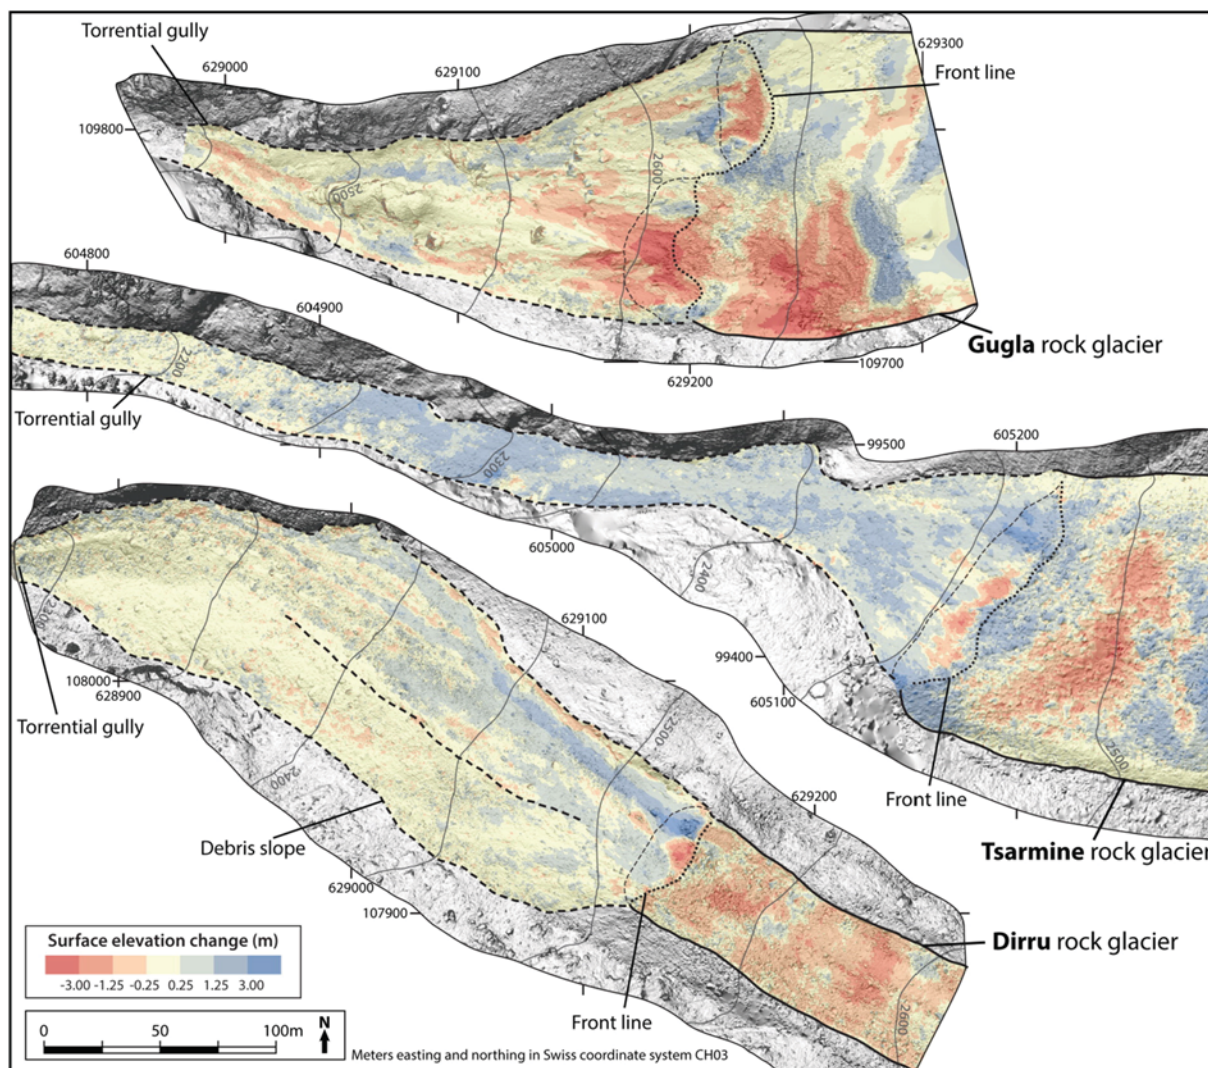 Torrential gully
629000
629100
629300
Front line
109800
2500
2600
604800
604900
Gugla rock glacier
109700
629200
2200
Torrential gully
2300
99500
605200
605000
2400
629100
99400
605100
2100
108000
628900
Torrential gully
2500
2500
Front line
2400
629200
Tsarmine rock glacier
Debris slope
629000
107900
Dirru rock glacier
Surface elevation change (m)
-3.00 -1.25 -0.25 0.25 1.25 3.00
Front line
2600
0 50 100m N
Meters easting and northing in Swiss coordinate system CH03